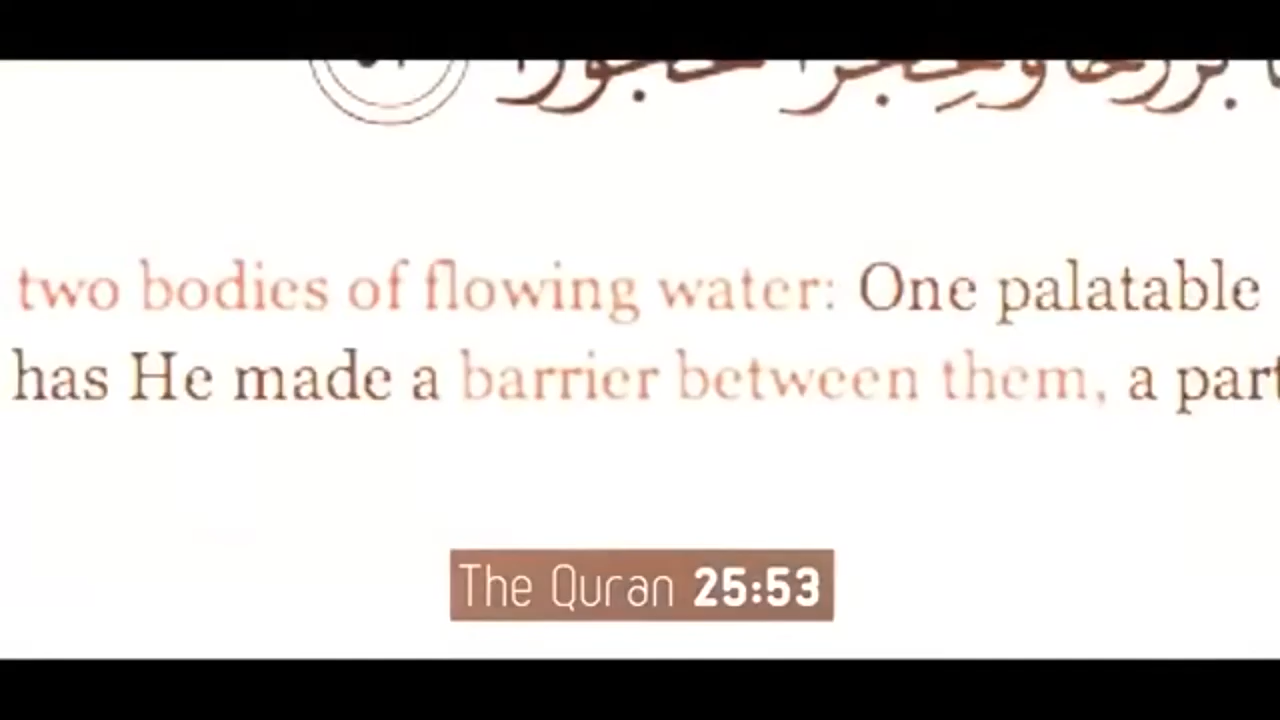 two bodies of flowing water: One palatable
has He made a barrier between them, a part
The Quran 25:53